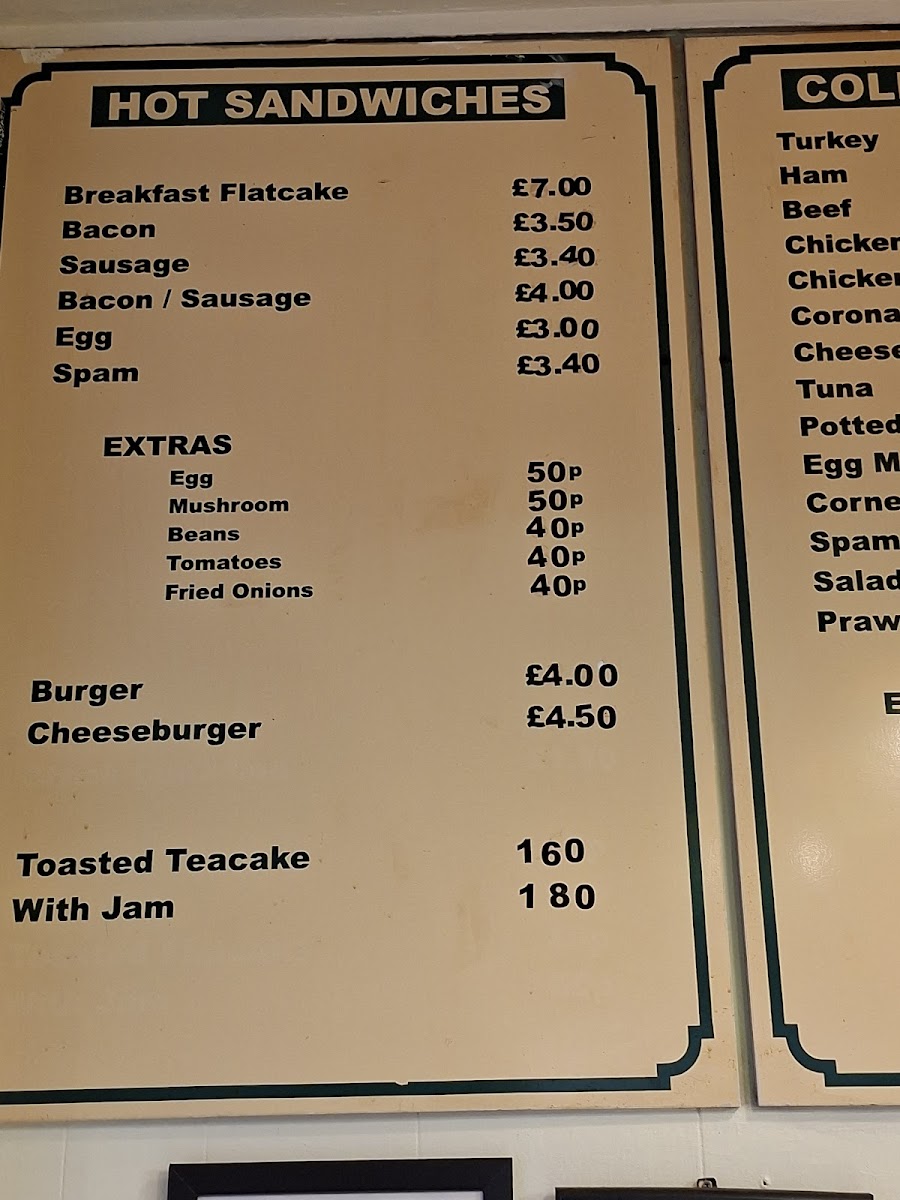 HOT SANDWICHES
Breakfast Flatcake £7.00
Bacon £3.50
Sausage £3.40
Bacon / Sausage £4.00
Egg £3.00
Spam £3.40
EXTRAS
Egg 50p
Mushroom 50p
Beans 40p
Tomatoes 40p
Fried Onions 40p
Burger £4.00
Cheeseburger £4.50
Toasted Teacake 160
With Jam 180
Turkey
Ham
Beef
Tuna
Spam
Salad